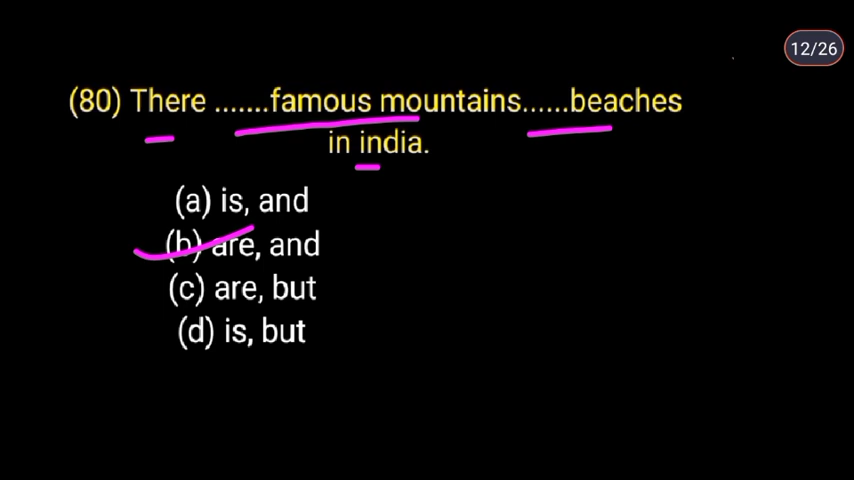 12/26
(80) There .......famous mountains......beaches
in india.
(a) is, and
(b) are, and
(c) are, but
(d) is, but